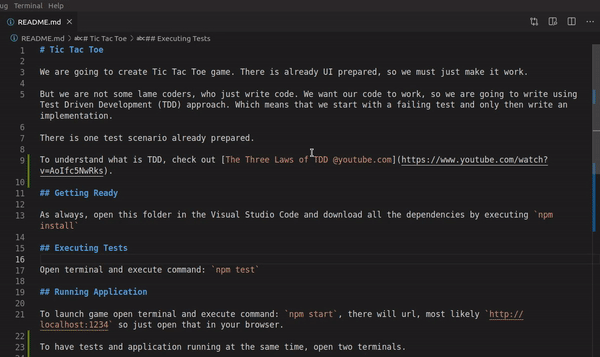 ug Terminal Help
README.md ×
README.md > # Tic Tac Toe > ## Executing Tests
1 # Tic Tac Toe
2
3 We are going to create Tic Tac Toe game. There is already UI prepared, so we must just make it work.
4
5 But we are not some lame coders, who just write code. We want our code to work, so we are going to write using
Test Driven Development (TDD) approach. Which means that we start with a failing test and only then write an
implementation.
6
7 There is one test scenario already prepared.
8
9 To understand what is TDD, check out [The Three Laws of TDD @youtube.com](https://www.youtube.com/watch?
v=AoIfc5NwRks).
10
11 ## Getting Ready
12
13 As always, open this folder in the Visual Studio Code and download all the dependencies by executing `npm
install`
14
15 ## Executing Tests
16
17 Open terminal and execute command: `npm test`
18
19 ## Running Application
20
21 To launch game open terminal and execute command: `npm start`, there will url, most likely `http://
localhost:1234` so just open that in your browser.
22
23 To have tests and application running at the same time, open two terminals.